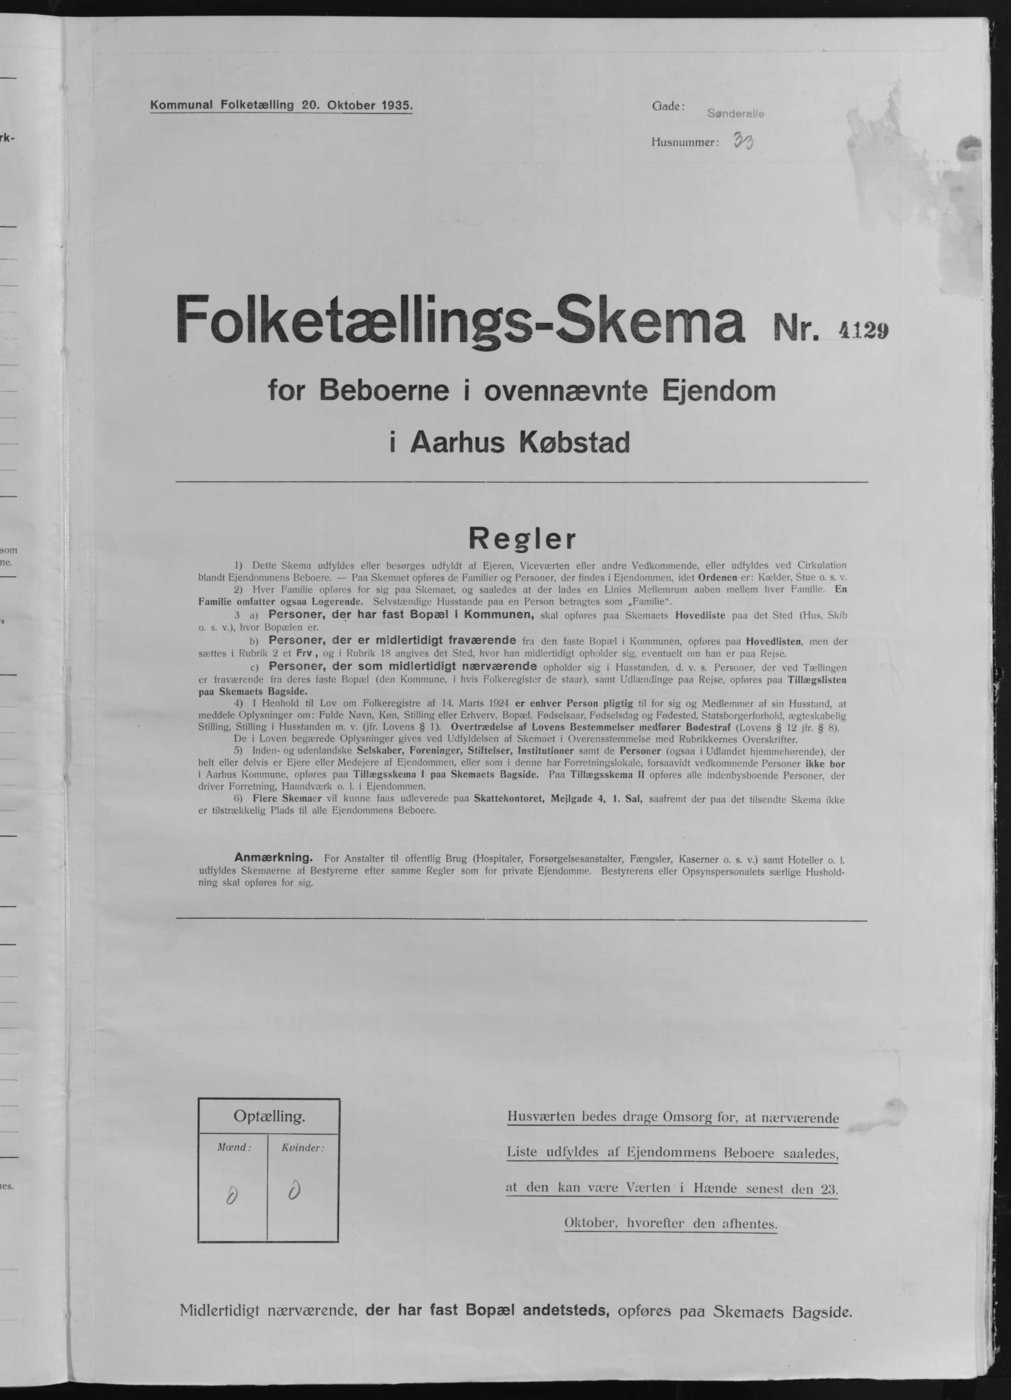 Kommunal Folketælling 20. Oktober 1935.
Gade: Sønderalle
Husnummer: 33
Folketællings-Skema Nr. 4129
for Beboerne i ovennævnte Ejendom
i Aarhus Købstad
Regler
1) Dette Skema udfyldes eller besørges udfyldt af Ejeren, Viceværten eller andre Vedkommende, eller udfyldes ved Cirkulation
blandt Ejendommens Beboere. — Paa Skemaet opføres de Familier og Personer, der findes i Ejendommen, idet Ordenen er: Kælder, Stue o. s. v.
2) Hver Familie opføres for sig paa Skemaet, og saaledes at der lades en Linies Mellemrum aaben mellem hver Familie. En
Familie omfatter ogsaa Logerende. Selvstændige Husstande paa en Person betragtes som „Familie“.
3 a) Personer, der har fast Bopæl i Kommunen, skal opføres paa Skemaets Hovedliste paa det Sted (Hus, Skib
o. s. v.), hvor Bopælen er.
b) Personer, der er midlertidigt fraværende fra den faste Bopæl i Kommunen, opføres paa Hovedlisten, men der
sættes i Rubrik 2 et Frv, og i Rubrik 18 angives det Sted, hvor han midlertidigt opholder sig, eventuelt om han er paa Rejse.
c) Personer, der som midlertidigt nærværende opholder sig i Husstanden, d. v. s. Personer, der ved Tællingen
er fraværende fra deres faste Bopæl (den Kommune, i hvis Folkeregister de staar), samt Udlændinge paa Rejse, opføres paa Tillægslisten
paa Skemaets Bagside.
4) I Henhold til Lov om Folkeregistre af 14. Marts 1924 er enhver Person pligtig til for sig og Medlemmer af sin Husstand, at
meddele Oplysninger om: Fulde Navn, Køn, Stilling eller Erhverv, Bopæl, Fødselsaar, Fødselsdag og Fødested, Statsborgerforhold, ægteskabelig
Stilling, Stilling i Husstanden m. v. (jfr. Lovens § 1). Overtrædelse af Lovens Bestemmelser medfører Bødestraf (Lovens § 12 jfr. § 8).
De i Loven begærede Oplysninger gives ved Udfyldelsen af Skemaet i Overensstemmelse med Rubrikkernes Overskrifter.
5) Inden- og udenlandske Selskaber, Foreninger, Stiftelser, Institutioner samt de Personer (ogsaa i Udlandet hjemmehørende), der
helt eller delvis er Ejere eller Medejere af Ejendommen, eller som i denne har Forretningslokale, forsaavidt vedkommende Personer ikke bor
i Aarhus Kommune, opføres paa Tillægsskema I paa Skemaets Bagside. Paa Tillægsskema II opføres alle indenbysboende Personer, der
driver Forretning, Haandværk o. l. i Ejendommen.
6) Flere Skemaer vil kunne faas udleverede paa Skattekontoret, Mejlgade 4, 1. Sal, saafremt der paa det tilsendte Skema ikke
er tilstrækkelig Plads til alle Ejendommens Beboere.
Anmærkning. For Anstalter til offentlig Brug (Hospitaler, Forsørgelsesanstalter, Fængsler, Kaserner o. s. v.) samt Hoteller o. l.
udfyldes Skemaerne af Bestyrerne efter samme Regler som for private Ejendomme. Bestyrerens eller Opsynspersonalets særlige Hushold-
ning skal opføres for sig.
Optælling.
Mænd: Kvinder:
0 0
Husværten bedes drage Omsorg for, at nærværende
Liste udfyldes af Ejendommens Beboere saaledes,
at den kan være Værten i Hænde senest den 23.
Oktober, hvorefter den afhentes.
Midlertidigt nærværende, der har fast Bopæl andetsteds, opføres paa Skemaets Bagside.